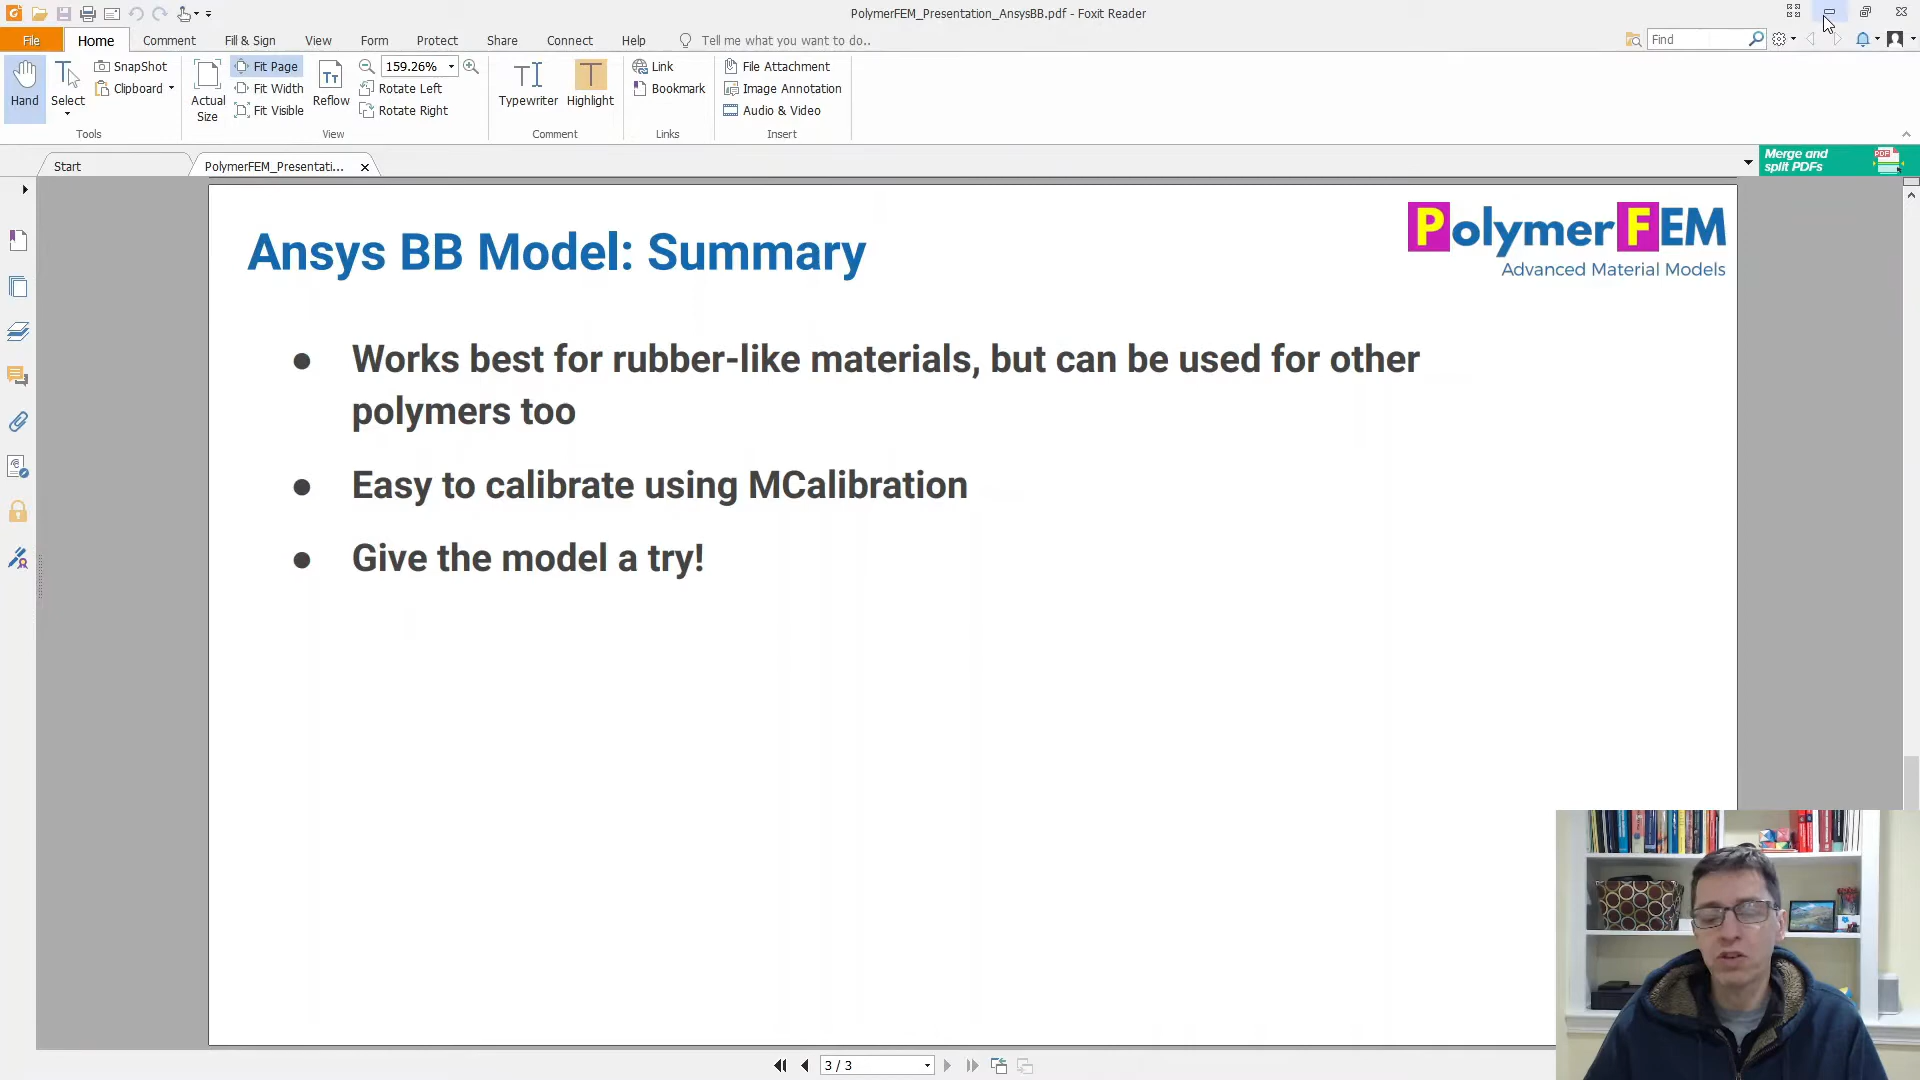 PolymerFEM_Presentation_AnsysBB.pdf - Foxit Reader
File
Home
Comment
Fill & Sign
View
Form
Protect
Share
Connect
Help
Tell me what you want to do..
Find
Hand
Select
SnapShot
Clipboard
Tools
Actual
Size
Fit Page
Fit Width
Fit Visible
Reflow
159.26%
Rotate Left
Rotate Right
View
Typewriter
Highlight
Comment
Link
Bookmark
Links
File Attachment
Image Annotation
Audio & Video
Insert
Start
PolymerFEM_Presentati...
Merge and
split PDFs
PDF
Ansys BB Model: Summary
PolymerFEM
Advanced Material Models
● Works best for rubber-like materials, but can be used for other
polymers too
● Easy to calibrate using MCalibration
● Give the model a try!
3 / 3